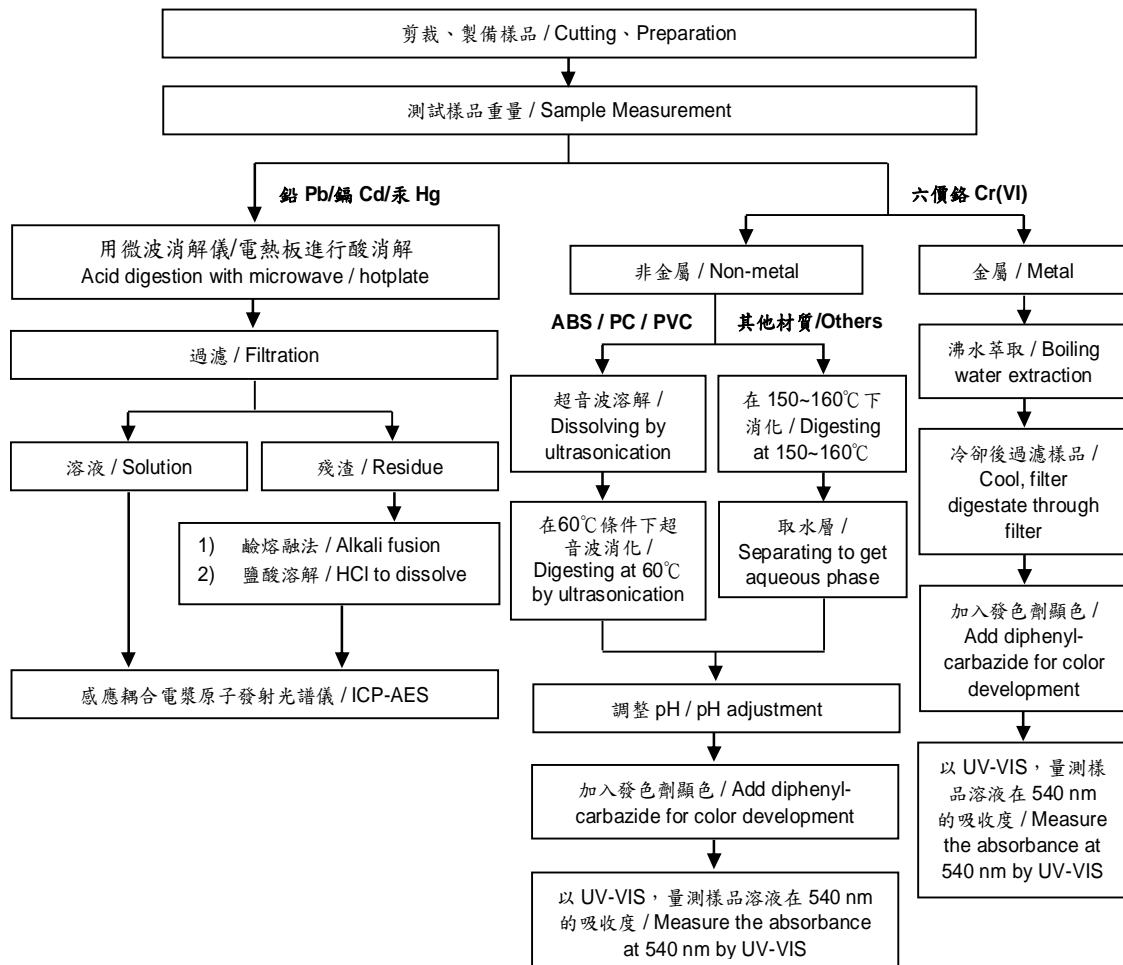 剪裁、製備樣品 / Cutting、Preparation
測試樣品重量 / Sample Measurement
鉛 Pb/鎘 Cd/汞 Hg
六價鉻 Cr(VI)
用微波消解儀/電熱板進行酸消解
Acid digestion with microwave / hotplate
過濾 / Filtration
溶液 / Solution
殘渣 / Residue
1) 鹼熔融法 / Alkali fusion
2) 鹽酸溶解 / HCl to dissolve
感應耦合電漿原子發射光譜儀 / ICP-AES
非金屬 / Non-metal
ABS / PC / PVC
其他材質/Others
超音波溶解 /
Dissolving by
ultrasonication
在60℃條件下超
音波消化 /
Digesting at 60℃
by ultrasonication
在 150~160℃下
消化 / Digesting
at 150~160℃
取水層 /
Separating to get
aqueous phase
調整 pH / pH adjustment
加入發色劑顯色 / Add diphenyl-
carbazide for color development
以 UV-VIS，量測樣品溶液在 540 nm
的吸收度 / Measure the absorbance
at 540 nm by UV-VIS
金屬 / Metal
沸水萃取 / Boiling
water extraction
冷卻後過濾樣品 /
Cool, filter
digestate through
filter
加入發色劑顯色 /
Add diphenyl-
carbazide for color
development
以 UV-VIS，量測樣
品溶液在 540 nm
的吸收度 / Measure
the absorbance at
540 nm by UV-VIS